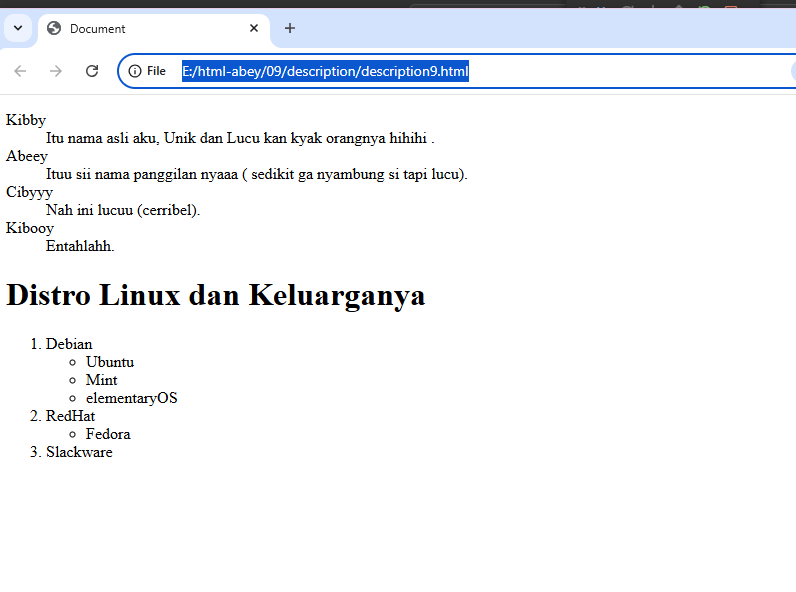 Document
File
E:/html-abey/09/description/description9.html
Kibby
Itu nama asli aku, Unik dan Lucu kan kyak orangnya hihihi .
Abeey
Ituu sii nama panggilan nyaaa ( sedikit ga nyambung si tapi lucu).
Cibyyy
Nah ini lucuu (cerribel).
Kibooy
Entahlahh.
Distro Linux dan Keluarganya
1. Debian
Ubuntu
Mint
elementaryOS
2. RedHat
Fedora
3. Slackware